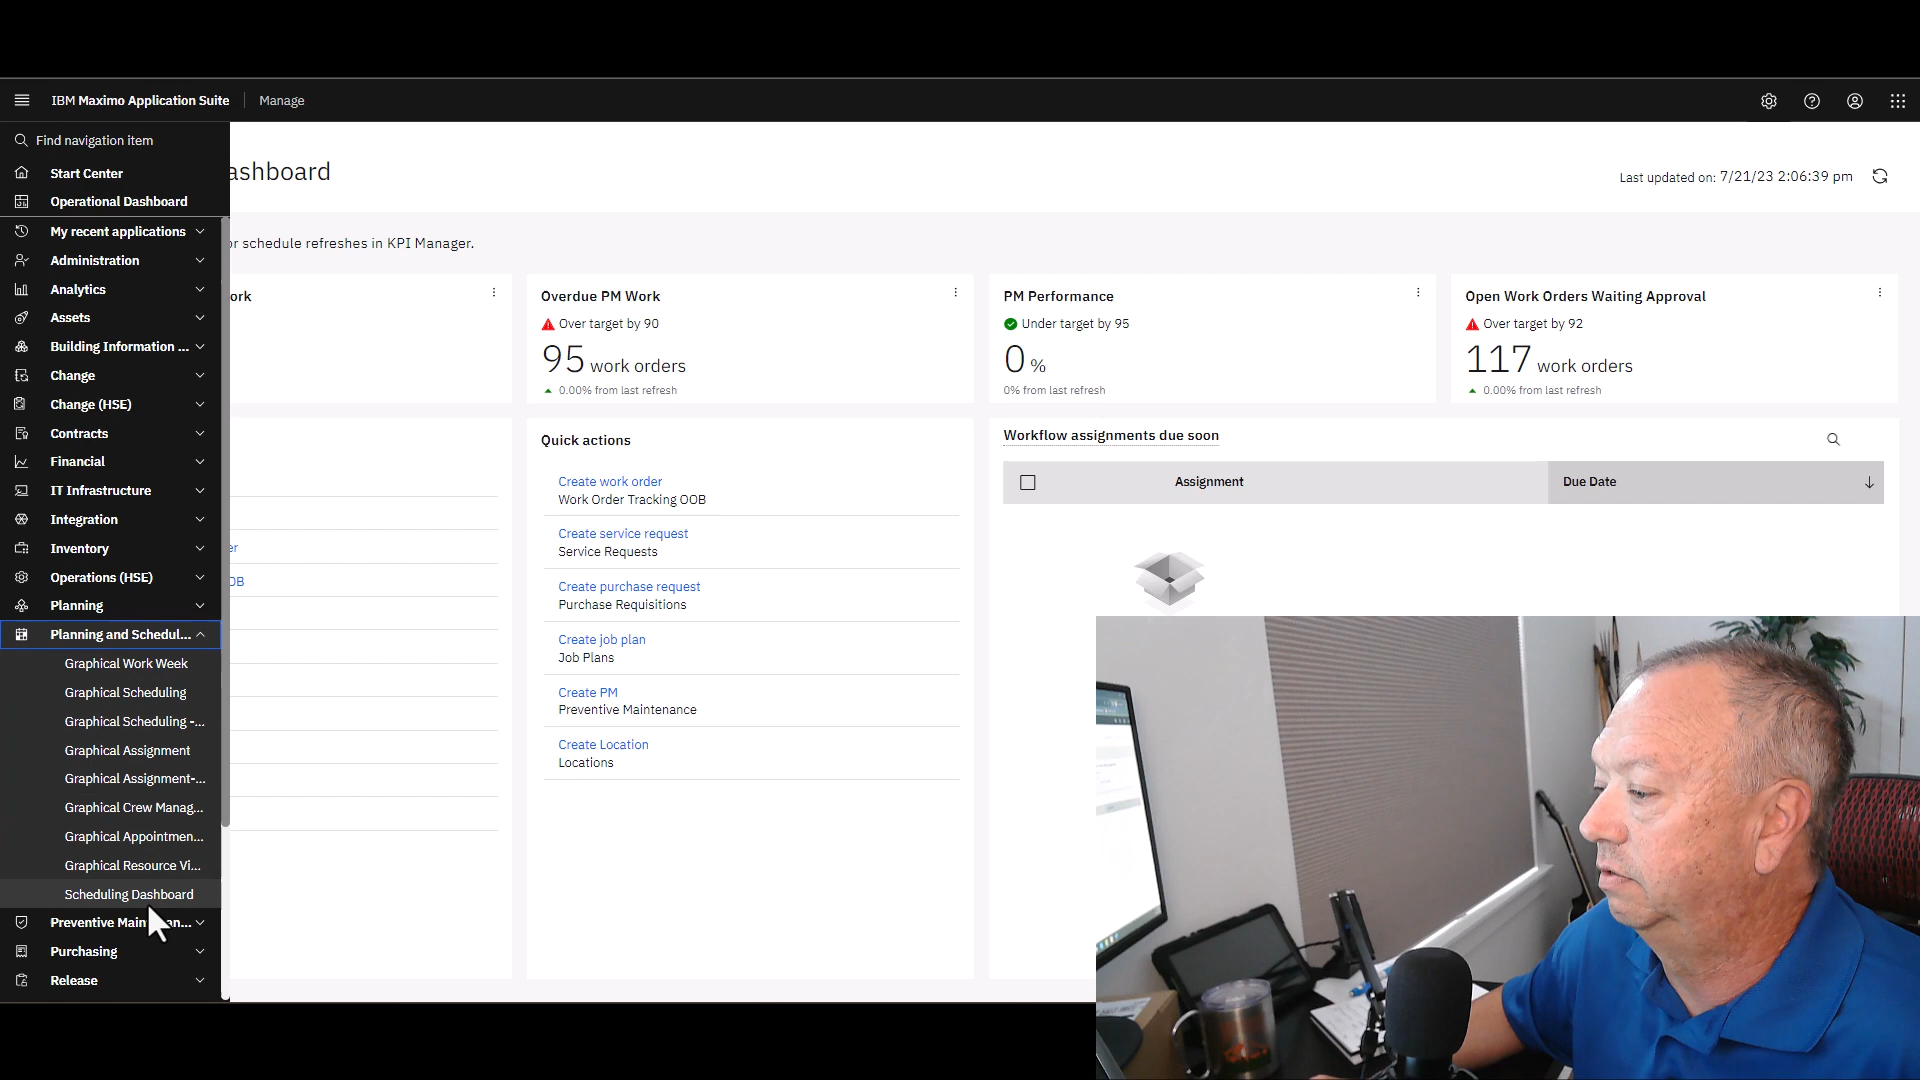 IBM Maximo Application Suite
Manage
Find navigation item
Start Center
Operational Dashboard
My recent applications
Administration
Analytics
Assets
Building Information ...
Change
Change (HSE)
Contracts
Financial
IT Infrastructure
Integration
Inventory
Operations (HSE)
Planning
Planning and Schedul...
Graphical Work Week
Graphical Scheduling
Graphical Scheduling -...
Graphical Assignment
Graphical Assignment-...
Graphical Crew Manag...
Graphical Appointmen...
Graphical Resource Vi...
Scheduling Dashboard
Preventive Main an...
Purchasing
Release
ashboard
Last updated on: 7/21/23 2:06:39 pm
or schedule refreshes in KPI Manager.
ork
Overdue PM Work
Over target by 90
95 work orders
0.00% from last refresh
PM Performance
Under target by 95
0 %
0% from last refresh
Open Work Orders Waiting Approval
Over target by 92
117 work orders
0.00% from last refresh
er
OB
Quick actions
Create work order
Work Order Tracking OOB
Create service request
Service Requests
Create purchase request
Purchase Requisitions
Create job plan
Job Plans
Create PM
Preventive Maintenance
Create Location
Locations
Workflow assignments due soon
Assignment
Due Date